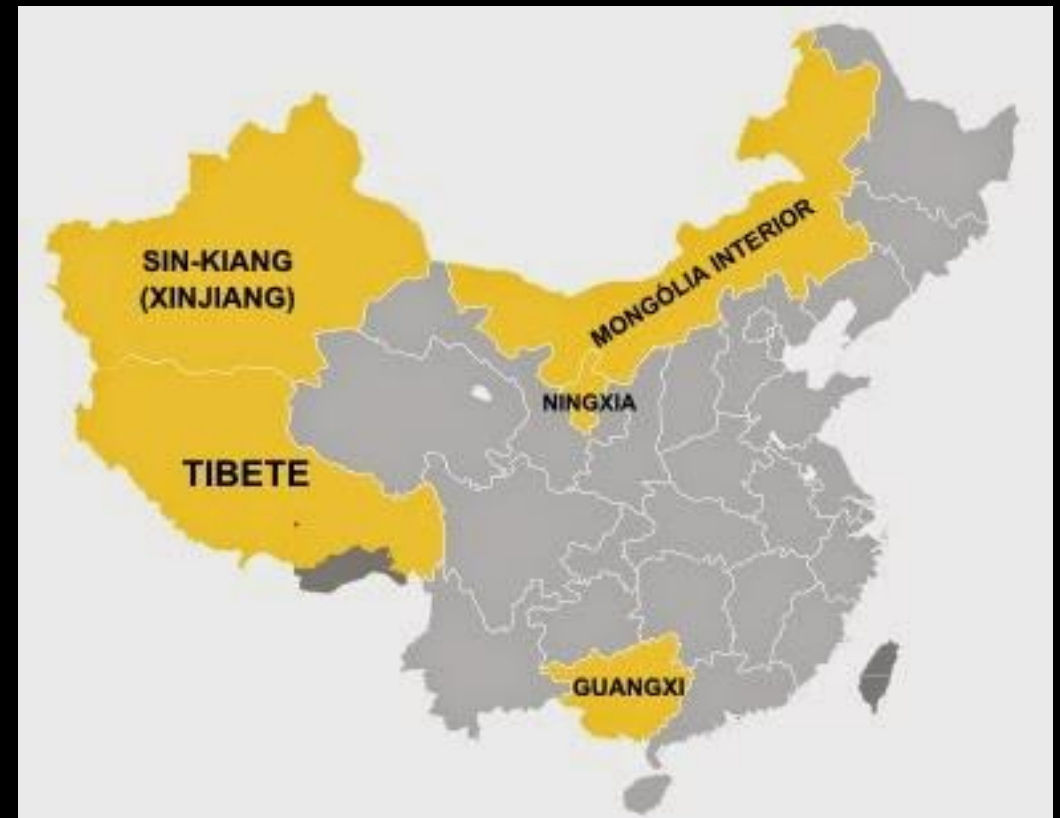 SIN-KIANG
(XINJIANG)
MONGÓLIA INTERIOR
NINGXIA
TIBETE
GUANGXI